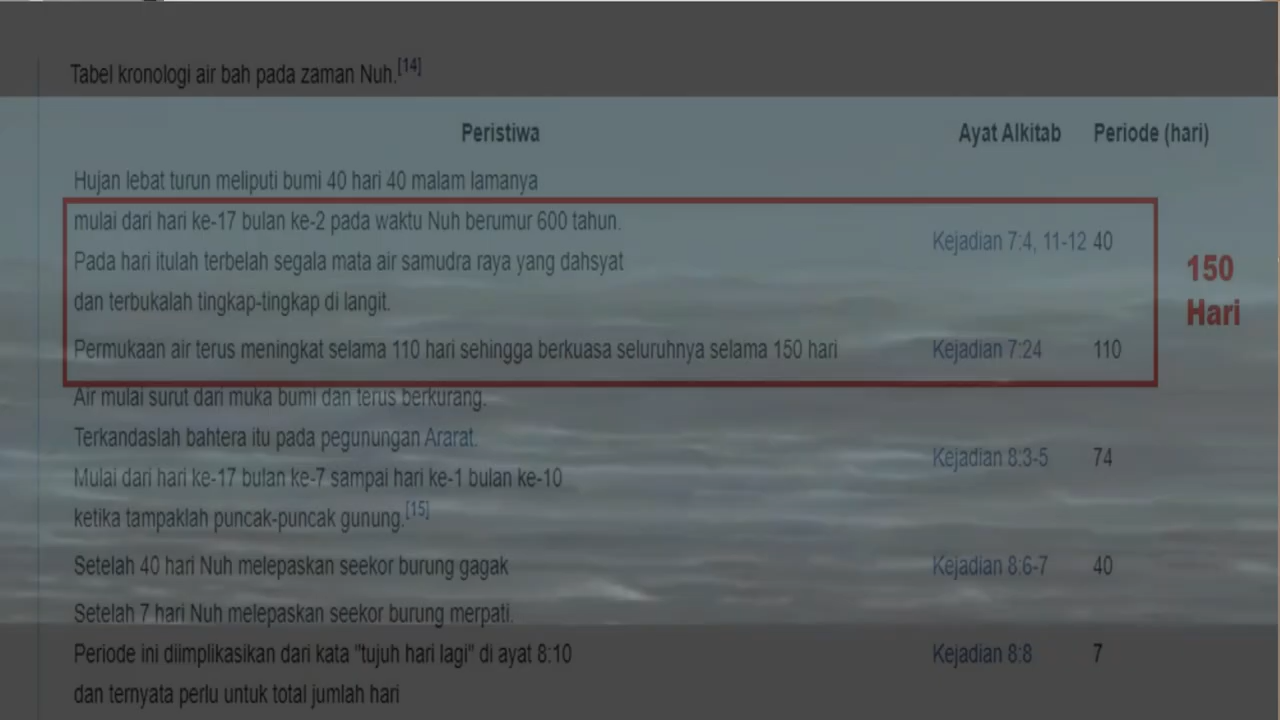 Tabel kronologi air bah pada zaman Nuh.[14]
Peristiwa Ayat Alkitab Periode (hari)
Hujan lebat turun meliputi bumi 40 hari 40 malam lamanya
mulai dari hari ke-17 bulan ke-2 pada waktu Nuh berumur 600 tahun.
Kejadian 7:4, 11-12 40
Pada hari itulah terbelah segala mata air samudra raya yang dahsyat
dan terbukalah tingkap-tingkap di langit.
150
Hari
Permukaan air terus meningkat selama 110 hari sehingga berkuasa seluruhnya selama 150 hari Kejadian 7:24 110
Air mulai surut dari muka bumi dan terus berkurang.
Terkandaslah bahtera itu pada pegunungan Ararat.
Kejadian 8:3-5 74
Mulai dari hari ke-17 bulan ke-7 sampai hari ke-1 bulan ke-10
ketika tampaklah puncak-puncak gunung.[15]
Setelah 40 hari Nuh melepaskan seekor burung gagak Kejadian 8:6-7 40
Setelah 7 hari Nuh melepaskan seekor burung merpati.
Periode ini diimplikasikan dari kata "tujuh hari lagi" di ayat 8:10 Kejadian 8:8 7
dan ternyata perlu untuk total jumlah hari